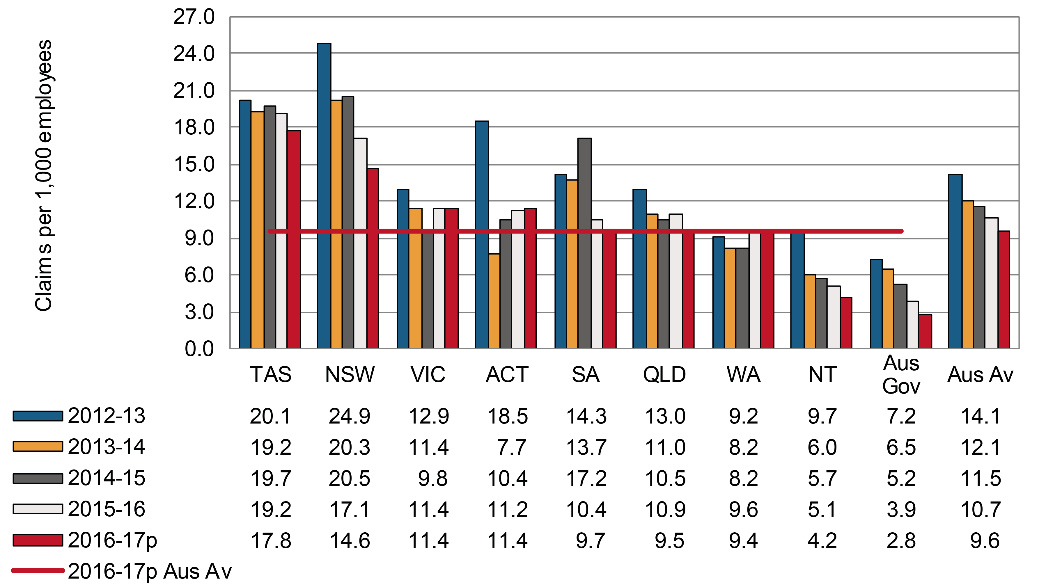 Claims per 1,000 employees
27.0
24.0
21.0
18.0
15.0
12.0
9.0
6.0
3.0
0.0
TAS NSW VIC ACT SA QLD WA NT Aus Gov Aus Av
2012-13 20.1 24.9 12.9 18.5 14.3 13.0 9.2 9.7 7.2 14.1
2013-14 19.2 20.3 11.4 7.7 13.7 11.0 8.2 6.0 6.5 12.1
2014-15 19.7 20.5 9.8 10.4 17.2 10.5 8.2 5.7 5.2 11.5
2015-16 19.2 17.1 11.4 11.2 10.4 10.9 9.6 5.1 3.9 10.7
2016-17p 17.8 14.6 11.4 11.4 9.7 9.5 9.4 4.2 2.8 9.6
2016-17p Aus Av